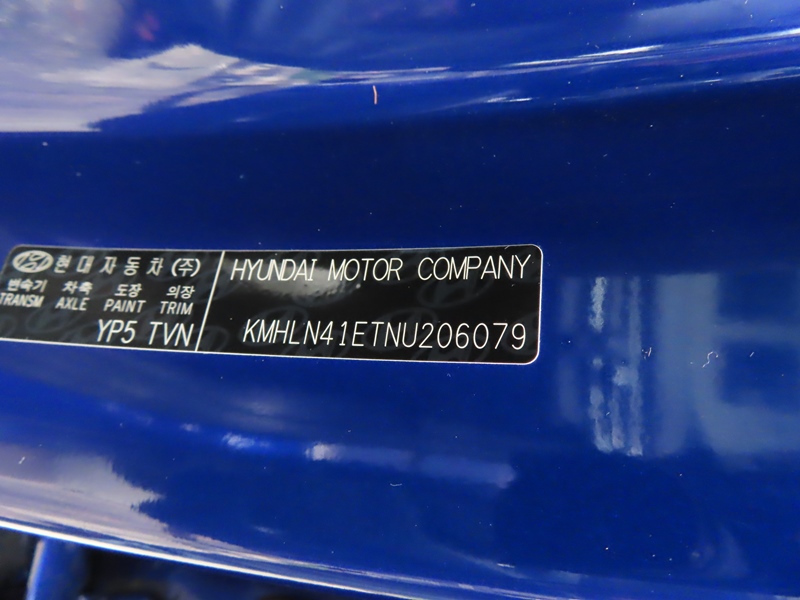 현대자동차(주)
변속기 차축 도장 의장
TRANSM AXLE PAINT TRIM
YP5 TVN
HYUNDAI MOTOR COMPANY
KMHLN41ETNU206079